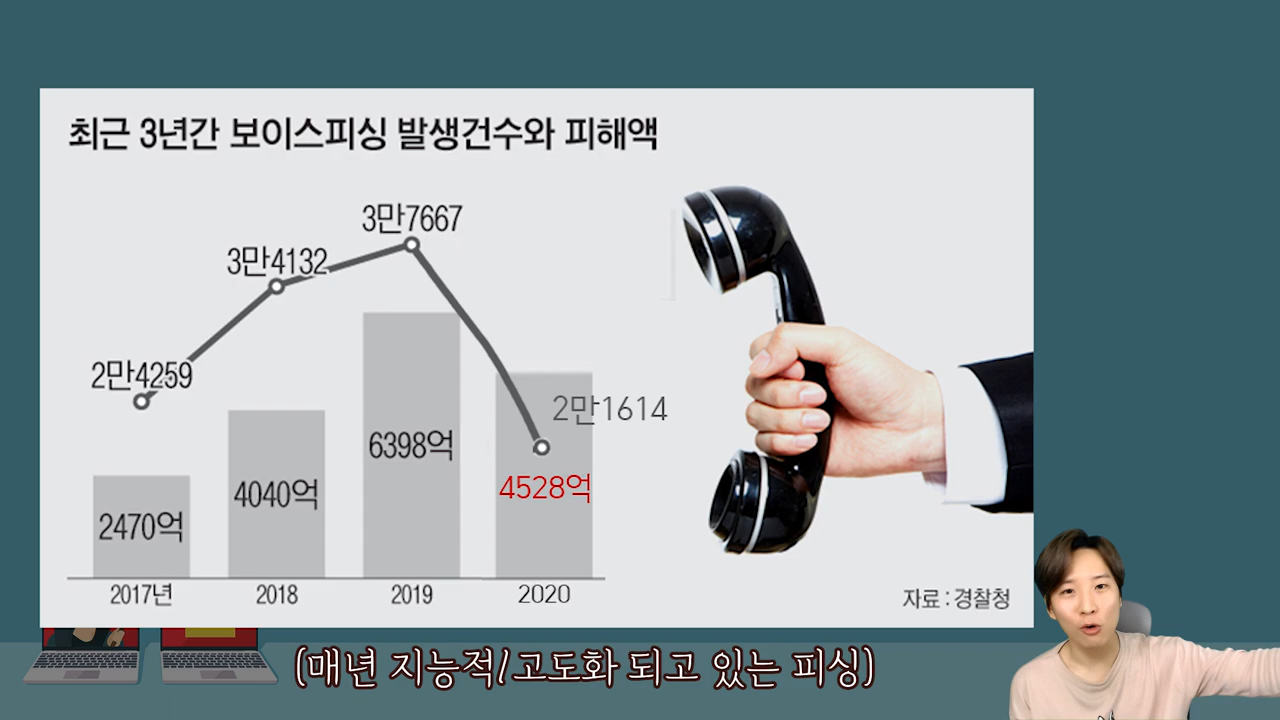 최근 3년간 보이스피싱 발생건수와 피해액
2만4259
3만4132
3만7667
2만1614
2470억
4040억
6398억
4528억
2017년
2018
2019
2020
자료 : 경찰청
(매년 지능적/고도화 되고 있는 피싱)